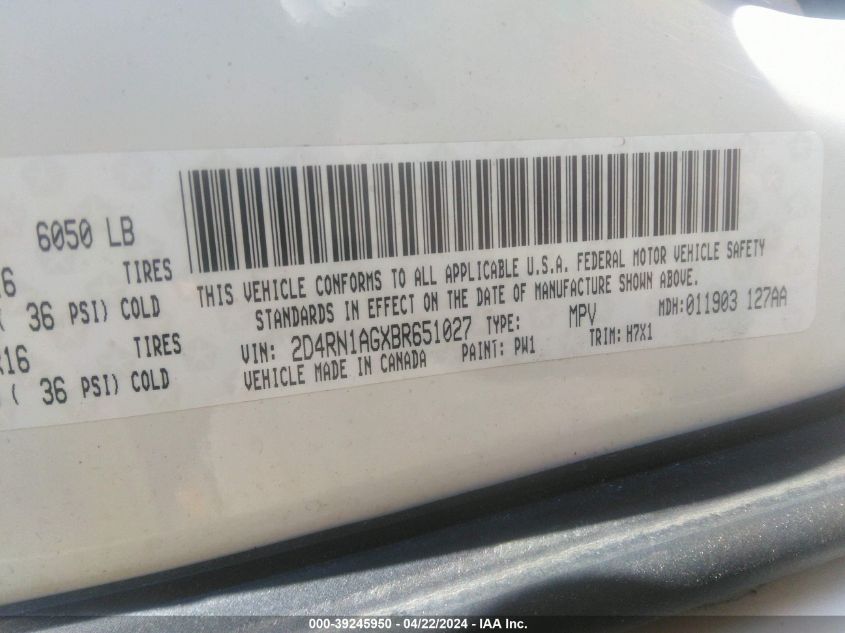 6050 LB
16 TIRES
( 36 PSI) COLD
R16 TIRES
( 36 PSI) COLD
THIS VEHICLE CONFORMS TO ALL APPLICABLE U.S.A. FEDERAL MOTOR VEHICLE SAFETY
STANDARDS IN EFFECT ON THE DATE OF MANUFACTURE SHOWN ABOVE.
VIN: 2D4RN1AGXBR651027 TYPE: MPV MDH:011903 127AA
VEHICLE MADE IN CANADA PAINT: PW1 TRIM: H7X1
000-39245950 - 04/22/2024 - IAA Inc.